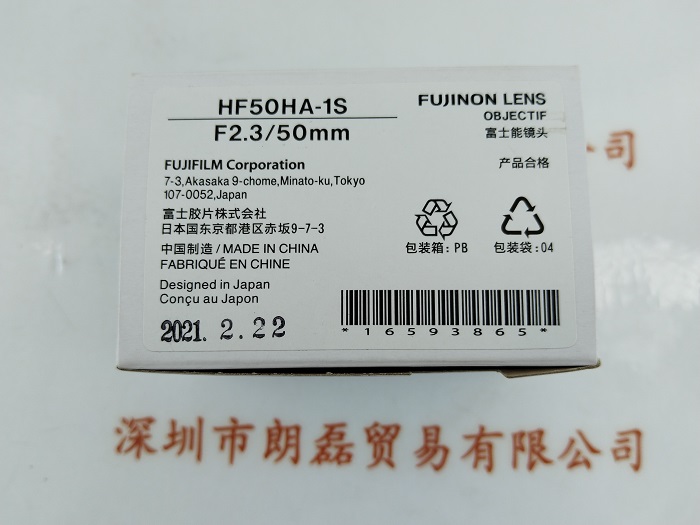 HF50HA-1S
F2.3/50mm
FUJINON LENS
OBJECTIF
富士能镜头
产品合格
FUJIFILM Corporation
7-3,Akasaka 9-chome,Minato-ku,Tokyo
107-0052,Japan
富士胶片株式会社
日本国东京都港区赤坂9-7-3
中国制造/MADE IN CHINA
FABRIQUÉ EN CHINE
Designed in Japan
Conçu au Japon
2021. 2. 22
包装箱: PB
包装袋: 04
*16593865*
公司
深圳市朗磊贸易有限公司